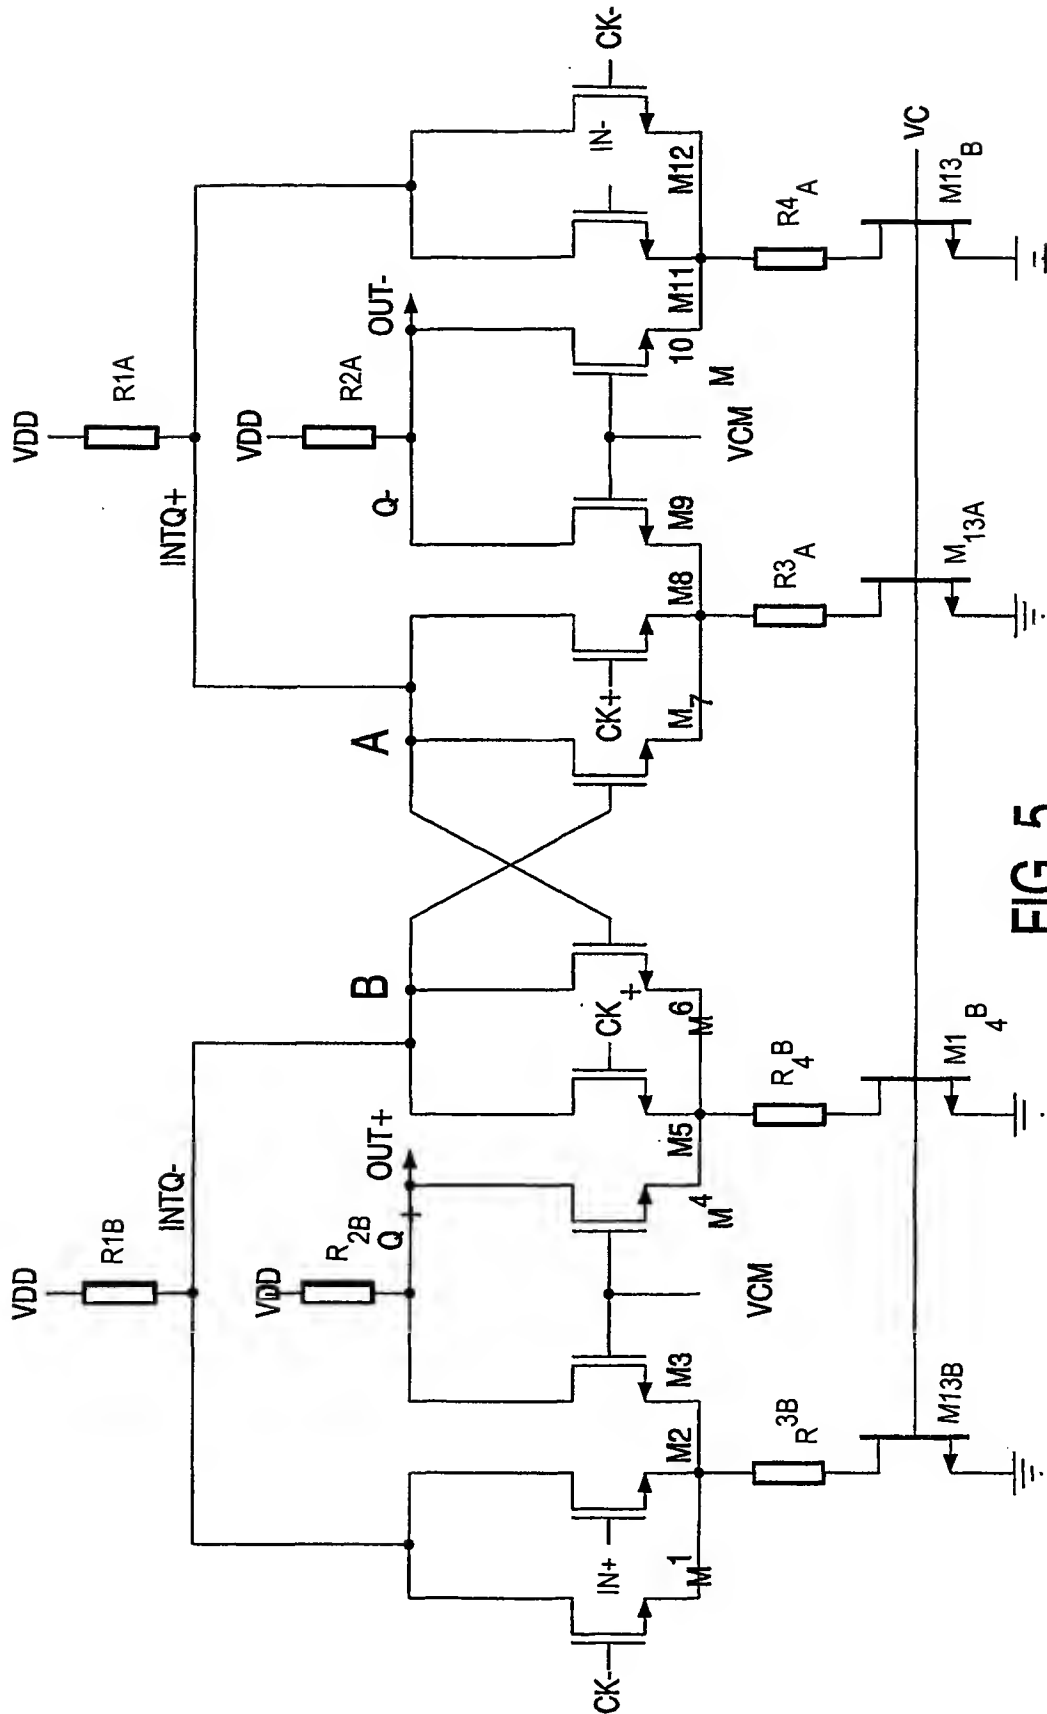 VDD
R1B
INTQ-
VDD
R1A
INTQ+
VDD
R2B
Q+
OUT+
VDD
R2A
Q-
OUT-
B
A
CK-
IN+
M1
M2
M3
VCM
M4
M5
CK+
M6
M7
CK+
M8
M9
VCM
M10
M11
IN-
M12
CK-
R3B
R4B
R3A
R4A
M13B
M14B
M13A
M13B
VC
FIG 5